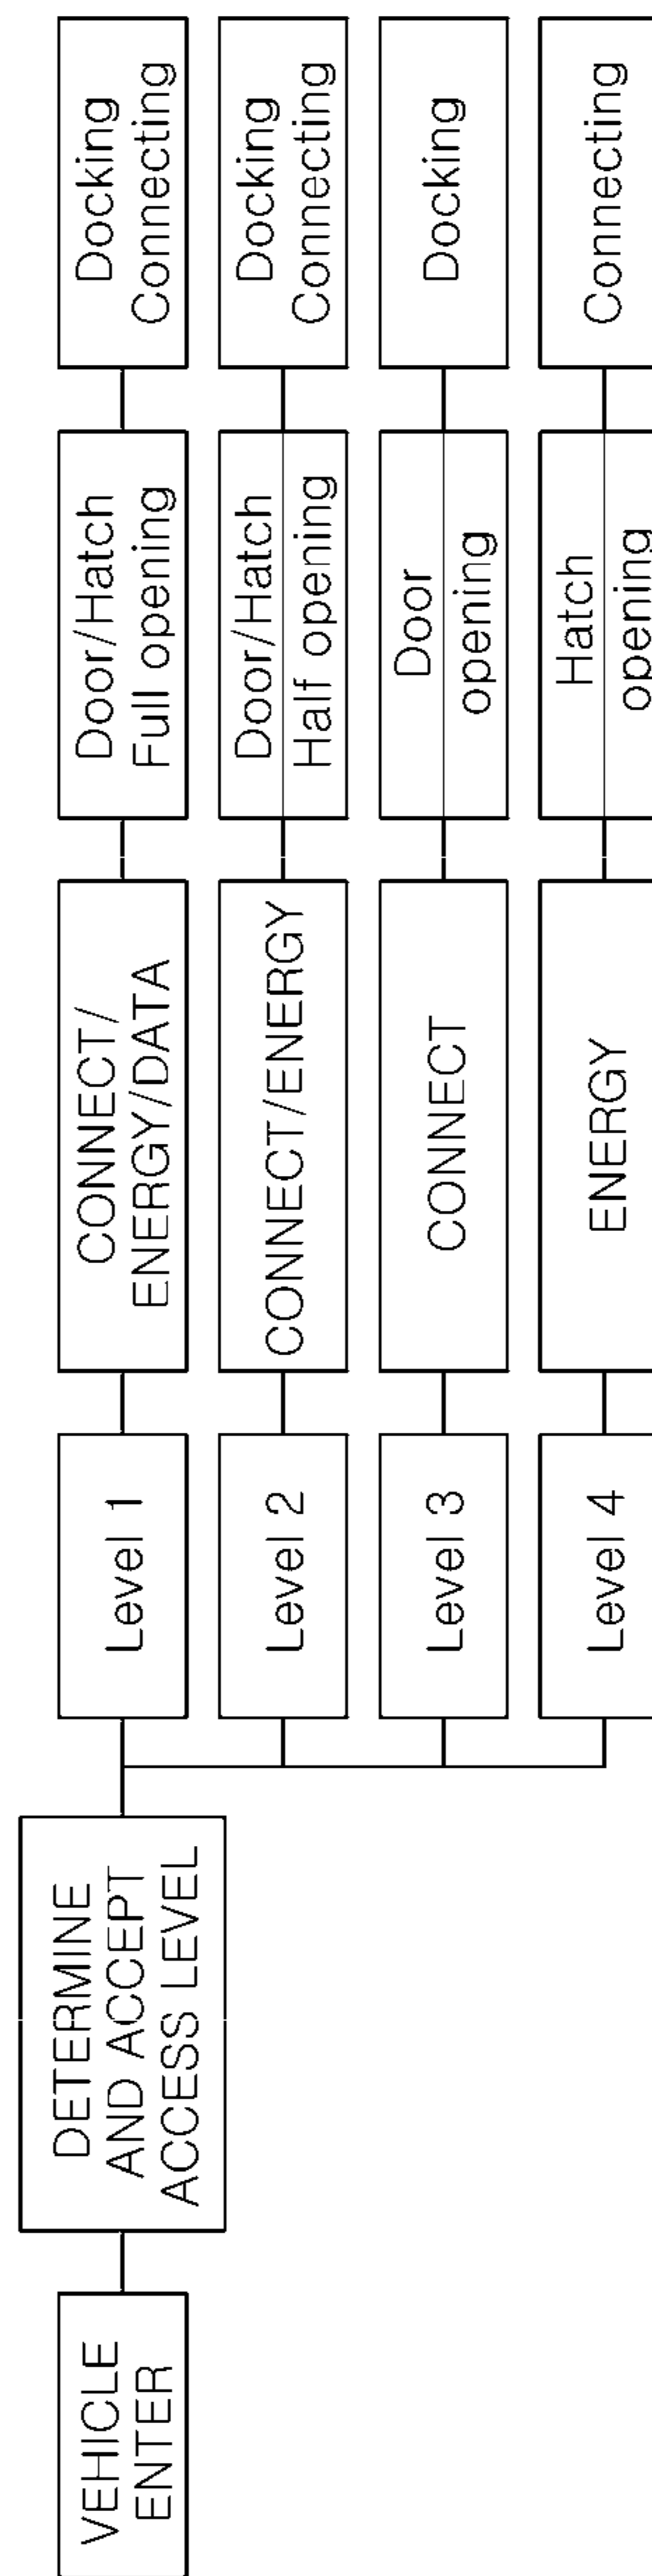 VEHICLE
ENTER
DETERMINE
AND ACCEPT
ACCESS LEVEL
Level 1
CONNECT/
ENERGY/DATA
Door/Hatch
Full opening
Docking
Connecting
Level 2
CONNECT/ENERGY
Door/Hatch
Half opening
Docking
Connecting
Level 3
CONNECT
Door
opening
Docking
Level 4
ENERGY
Hatch
opening
Connecting